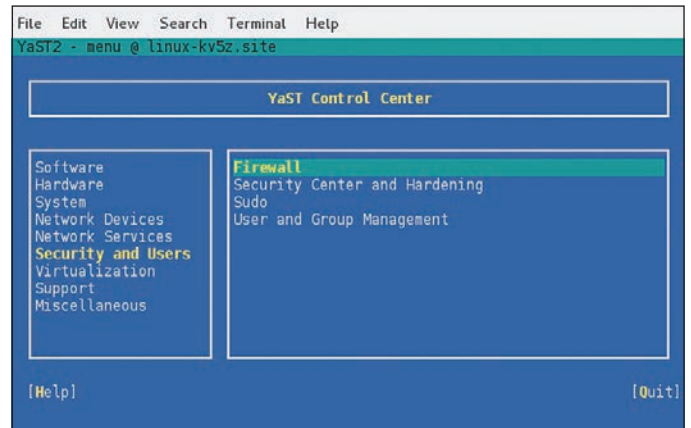 File Edit View Search Terminal Help
YaST2 - menu @ linux-kv5z.site
YaST Control Center
Software
Hardware
System
Network Devices
Network Services
Security and Users
Virtualization
Support
Miscellaneous
Firewall
Security Center and Hardening
Sudo
User and Group Management
[Help] [Quit]